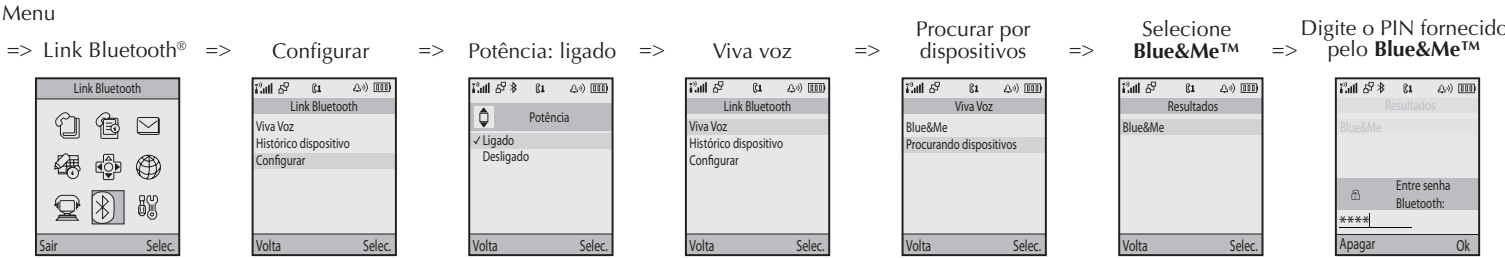 Menu
=> Link Bluetooth® => Configurar => Potência: ligado => Viva voz => Procurar por dispositivos => Selecione Blue&Me™ => Digite o PIN fornecido pelo Blue&Me™
Link Bluetooth
Sair Selec.
Link Bluetooth
Viva Voz
Histórico dispositivo
Configurar
Volta Selec.
Potência
✓ Ligado
Desligado
Volta Selec.
Link Bluetooth
Viva Voz
Histórico dispositivo
Configurar
Volta Selec.
Viva Voz
Blue&Me
Procurando dispositivos
Volta Selec.
Resultados
Blue&Me
Volta Selec.
Resultados
Blue&Me
Entre senha
Bluetooth:
****
Apagar Ok